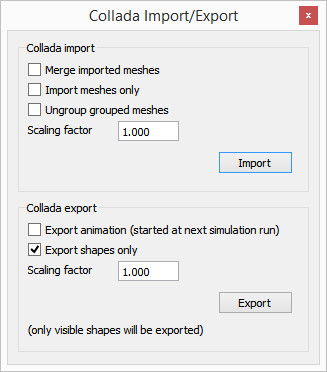 Collada Import/Export
x
Collada import
Merge imported meshes
Import meshes only
Ungroup grouped meshes
Scaling factor 1.000
Import
Collada export
Export animation (started at next simulation run)
Export shapes only
Scaling factor 1.000
Export
(only visible shapes will be exported)